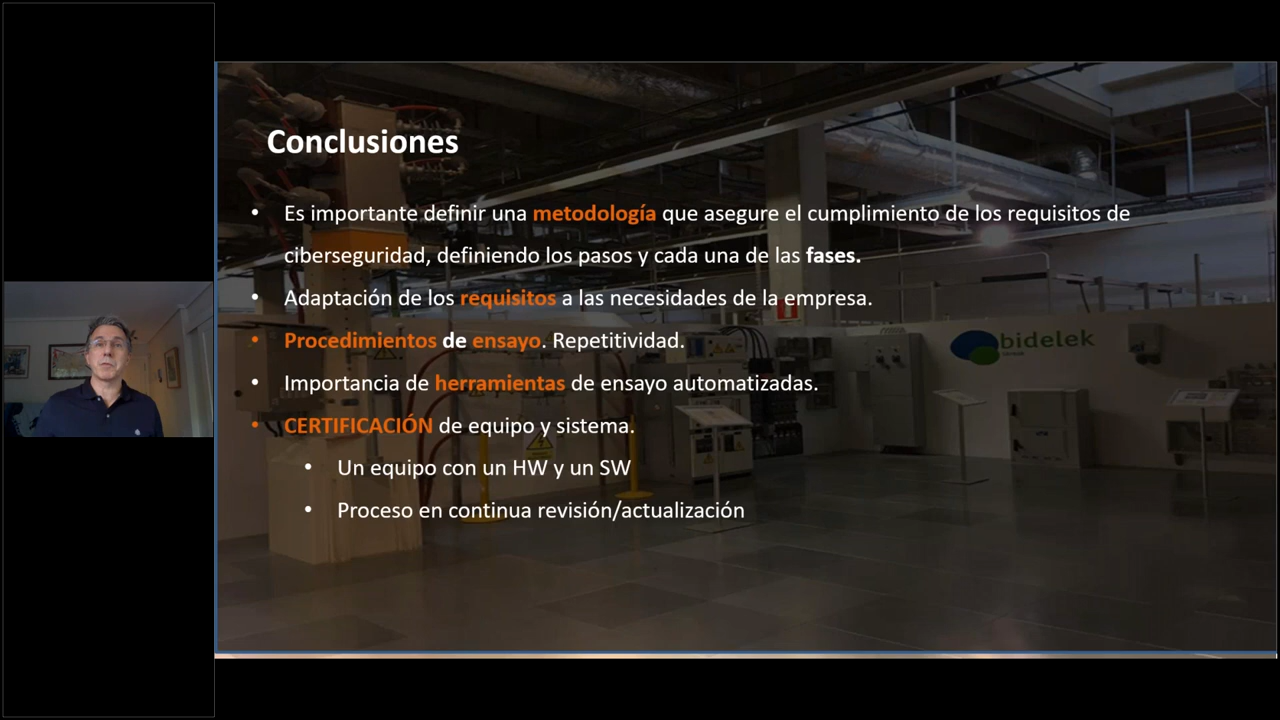 Conclusiones
• Es importante definir una metodología que asegure el cumplimiento de los requisitos de
ciberseguridad, definiendo los pasos y cada una de las fases.
• Adaptación de los requisitos a las necesidades de la empresa.
• Procedimientos de ensayo. Repetitividad.
• Importancia de herramientas de ensayo automatizadas.
• CERTIFICACIÓN de equipo y sistema.
• Un equipo con un HW y un SW
• Proceso en continua revisión/actualización
bidelek